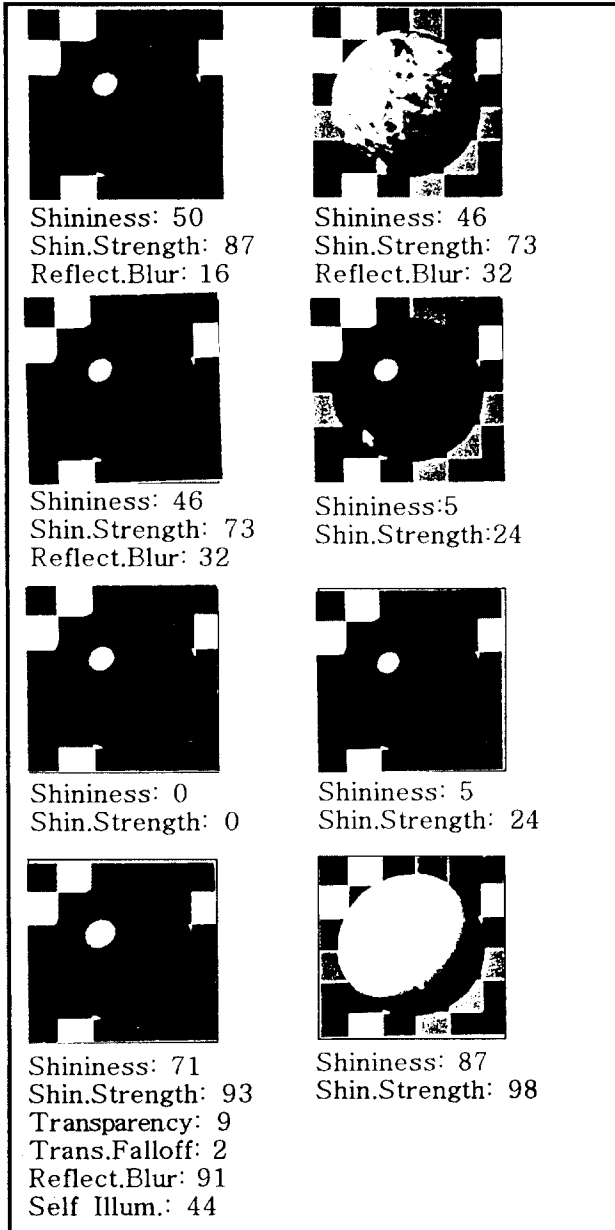 Shininess: 50
Shin.Strength: 87
Reflect.Blur: 16
Shininess: 46
Shin.Strength: 73
Reflect.Blur: 32
Shininess: 46
Shin.Strength: 73
Reflect.Blur: 32
Shininess:5
Shin.Strength:24
Shininess: 0
Shin.Strength: 0
Shininess: 5
Shin.Strength: 24
Shininess: 71
Shin.Strength: 93
Transparency: 9
Trans.Falloff: 2
Reflect.Blur: 91
Self Illum.: 44
Shininess: 87
Shin.Strength: 98